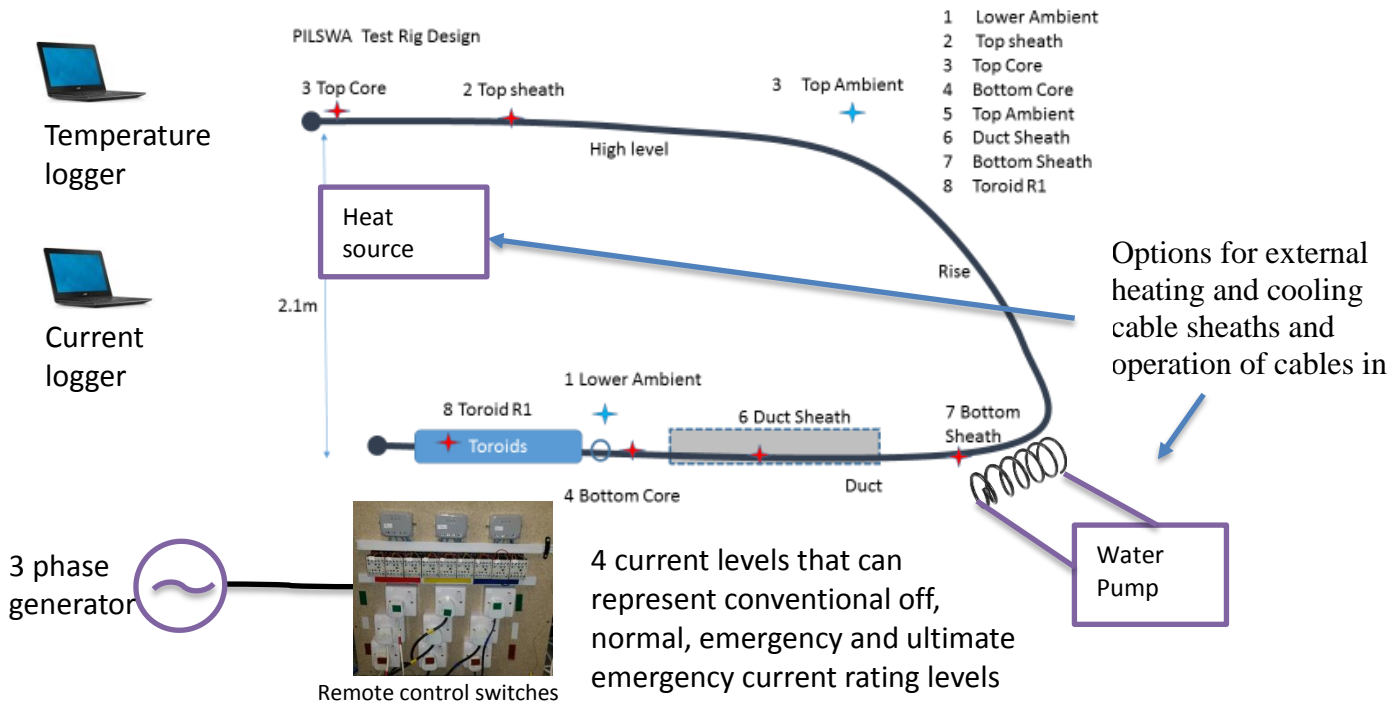 PILSWA Test Rig Design
1 Lower Ambient
2 Top sheath
3 Top Core
4 Bottom Core
5 Top Ambient
6 Duct Sheath
7 Bottom Sheath
8 Toroid R1
Temperature
logger
3 Top Core
2 Top sheath
3 Top Ambient
High level
Heat
source
Rise
Options for external
heating and cooling
cable sheaths and
operation of cables in
2.1m
Current
logger
1 Lower Ambient
8 Toroid R1
Toroids
6 Duct Sheath
7 Bottom
Sheath
4 Bottom Core
Duct
3 phase
generator
Remote control switches
4 current levels that can
represent conventional off,
normal, emergency and ultimate
emergency current rating levels
Water
Pump